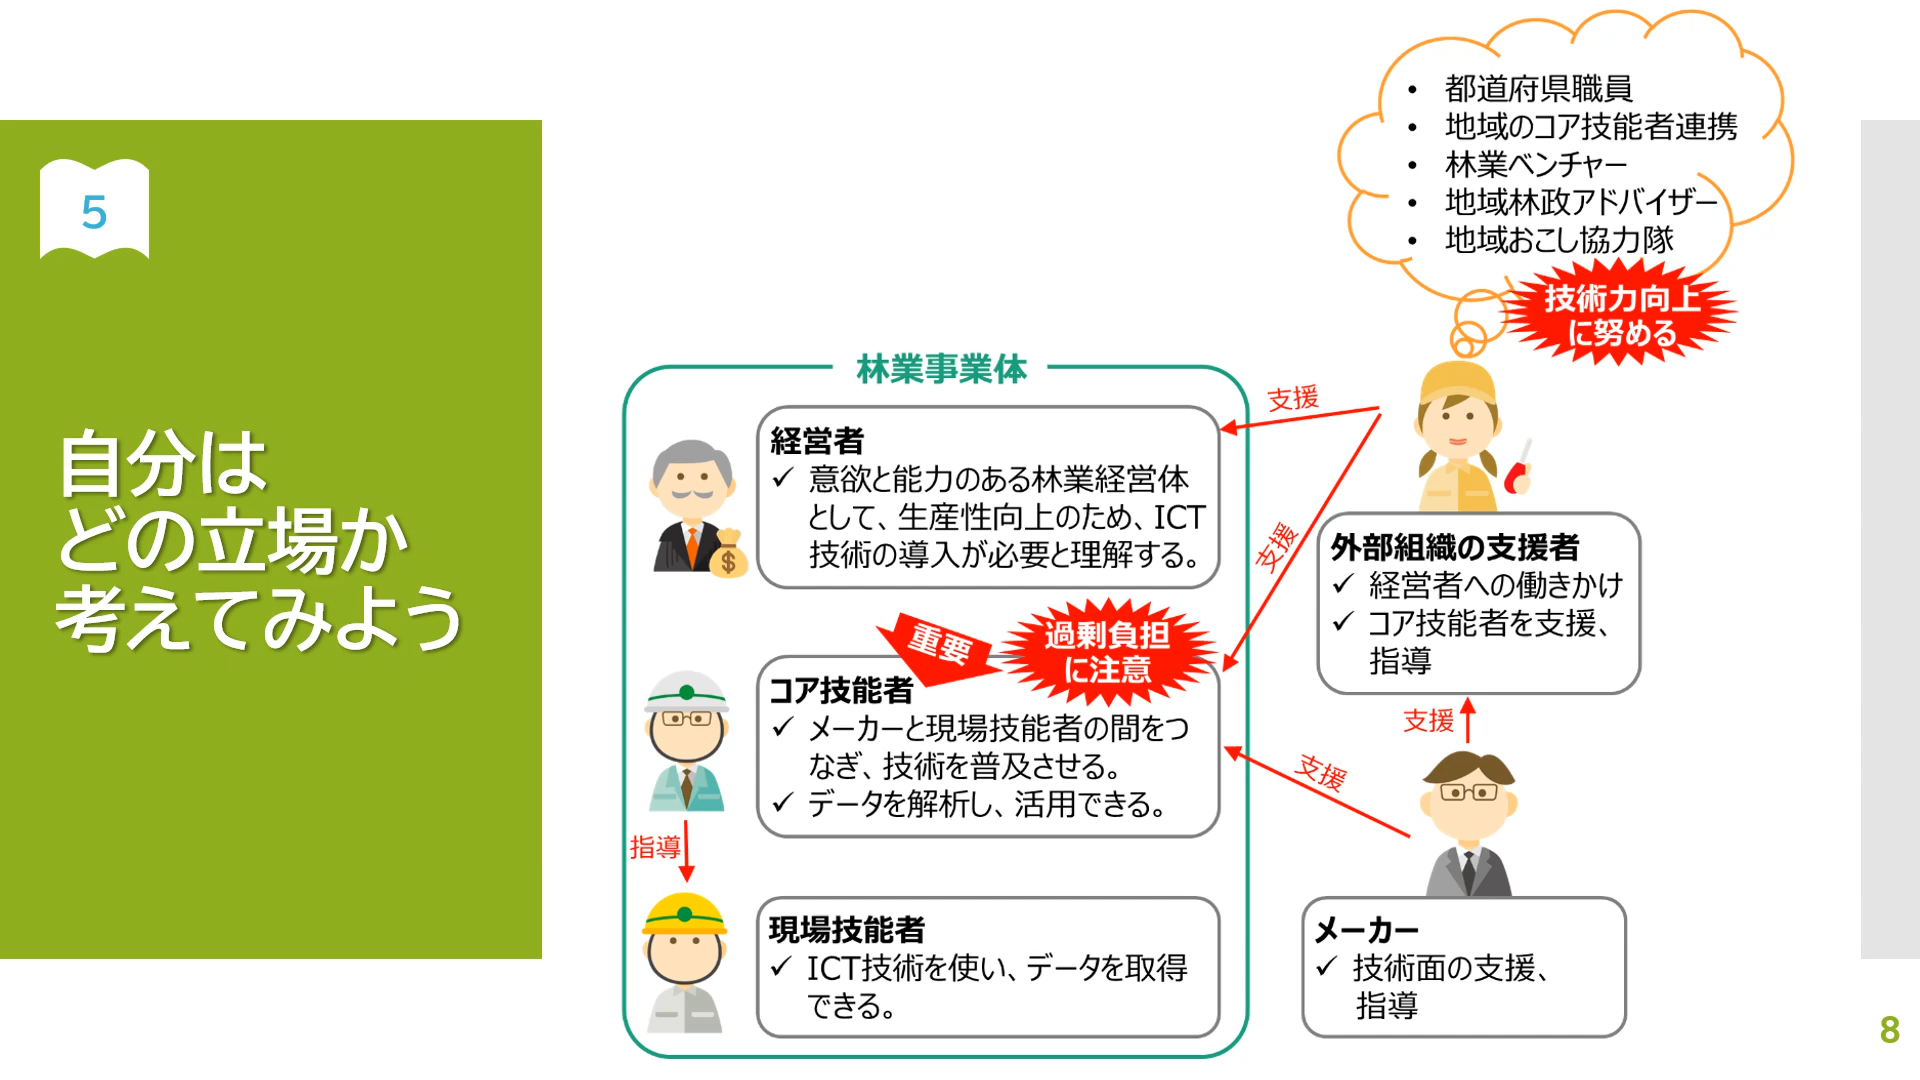 5
自分は
どの立場か
考えてみよう
• 都道府県職員
• 地域のコア技能者連携
• 林業ベンチャー
• 地域林政アドバイザー
• 地域おこし協力隊
技術力向上
に努める
林業事業体
支援
経営者
✓ 意欲と能力のある林業経営体
として、生産性向上のため、ICT
技術の導入が必要と理解する。
支援
外部組織の支援者
✓ 経営者への働きかけ
✓ コア技能者を支援、
指導
重要
過剰負担
に注意
コア技能者
✓ メーカーと現場技能者の間をつ
なぎ、技術を普及させる。
✓ データを解析し、活用できる。
支援
支援
指導
現場技能者
✓ ICT技術を使い、データを取得
できる。
メーカー
✓ 技術面の支援、
指導
8